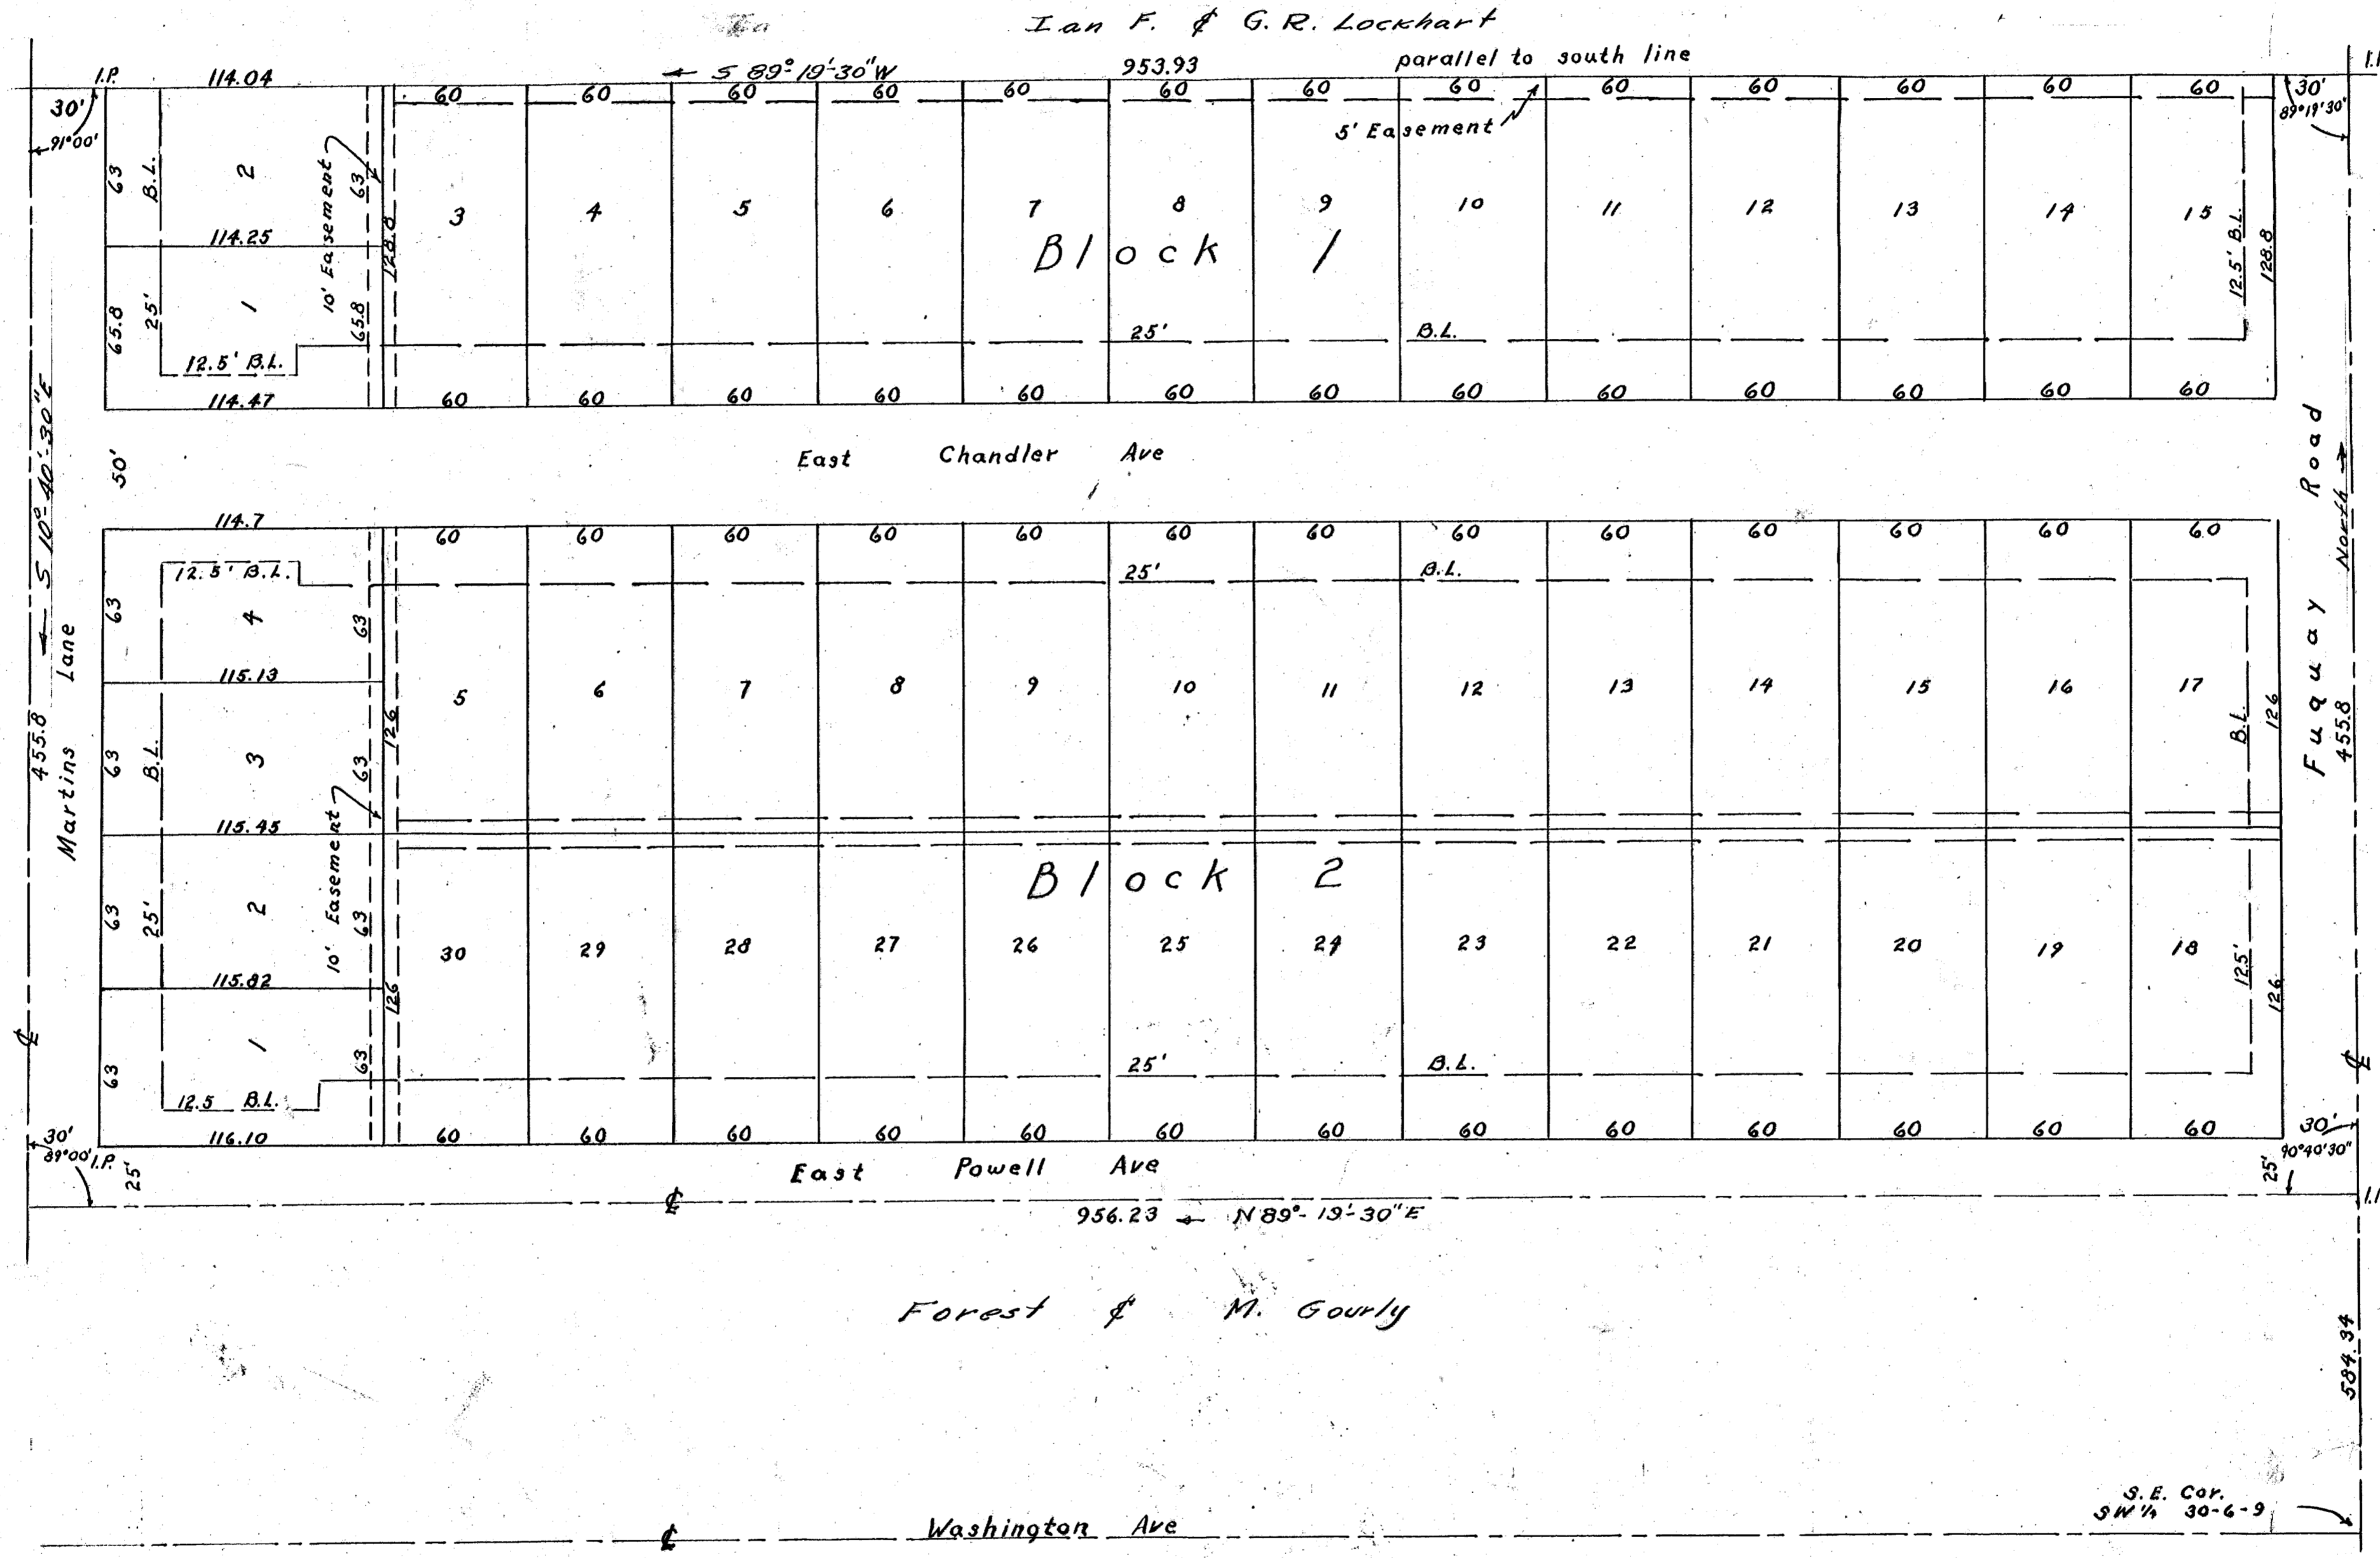 Ian F. & G.R. Lockhart
← S 89°-19'-30"W 953.93 parallel to south line
I.P. 114.04
30' 60 60 60 60 60 60 60 60 60 60 60 60 60 30'
91°00' 89°19'30'
5' Easement
63 B.L. 2 10' Easement 63
3 4 5 6 7 8 9 10 11 12 13 14 15
114.25 128.8 Block 1 12.5' B.L. 128.8
65.8 25' 1 65.8 25' B.L.
12.5' B.L.
114.47 60 60 60 60 60 60 60 60 60 60 60 60 60
← S 10°-40'-30"E
50' East Chandler Ave
Fuquay Road
North →
114.7 60 60 60 60 60 60 60 60 60 60 60 60 60
12.5' B.L. 25' B.L.
63 4 63
115.13
5 6 7 8 9 10 11 12 13 14 15 16 17
126 B.L. 126
455.8 455.8
Martins Lane
63 B.L. 3 63
10' Easement
115.45
Block 2
63 25' 2 63
30 29 28 27 26 25 24 23 22 21 20 19 18
115.82 126 12.5' 126
63 1 63 25' B.L.
12.5 B.L.
116.10 60 60 60 60 60 60 60 60 60 60 60 60 60
30' 30'
89°00' I.P. 90°40'30"
25' East Powell Ave 25'
956.23 ← N 89°-19'-30"E
Forest & M. Gourly
584.34
S.E. Cor.
SW ¼ 30-6-9
Washington Ave